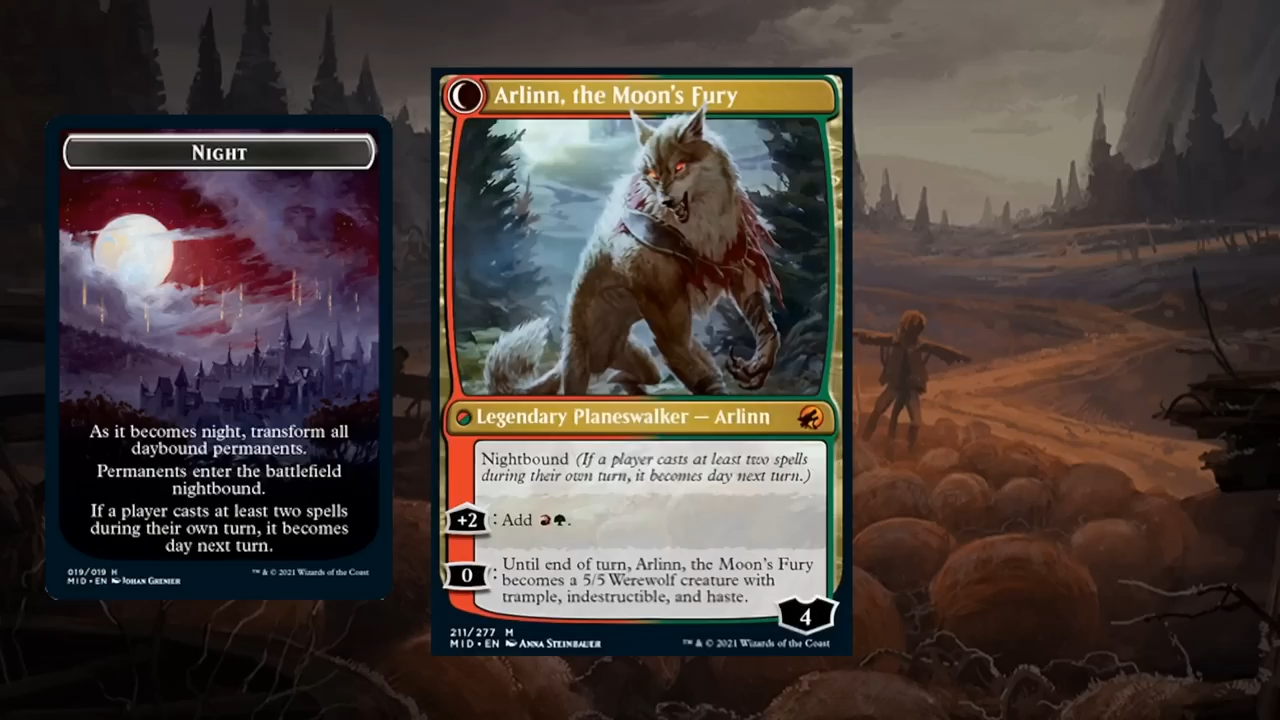 Night
As it becomes night, transform all
daybound permanents.
Permanents enter the battlefield
nightbound.
If a player casts at least two spells
during their own turn, it becomes
day next turn.
019/019 H
MID • EN Johan Grenier
™ & © 2021 Wizards of the Coast
Arlinn, the Moon's Fury
Legendary Planeswalker — Arlinn
Nightbound (If a player casts at least two spells
during their own turn, it becomes day next turn.)
+2 : Add .
0 : Until end of turn, Arlinn, the Moon's Fury
becomes a 5/5 Werewolf creature with
trample, indestructible, and haste.
4
211/277 M
MID • EN Anna Steinbauer
™ & © 2021 Wizards of the Coast